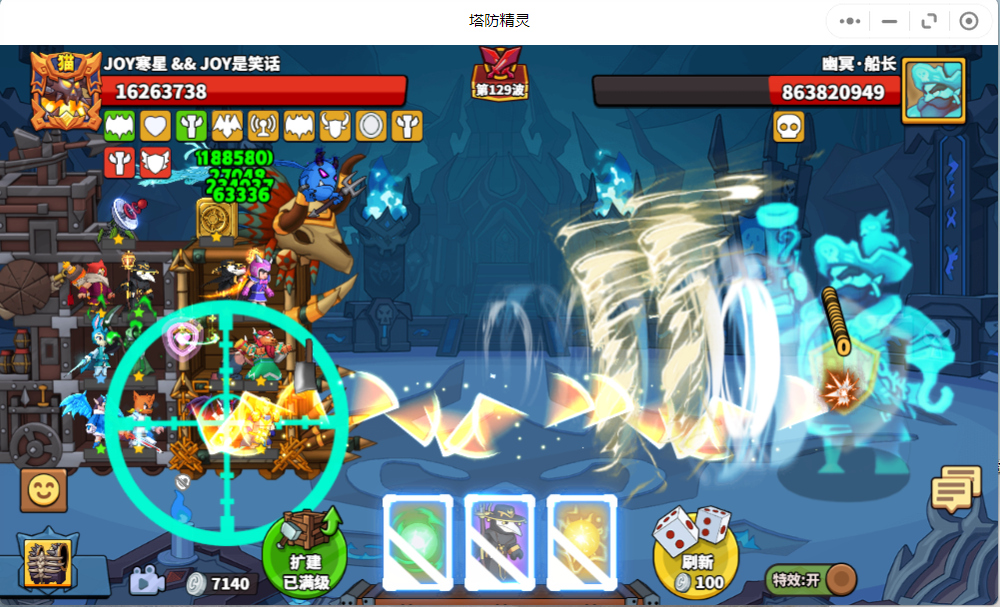 塔防精灵
JOY寒星 && JOY是笑话
猫
16263738
第129波
幽冥·船长
863820949
(188580)
63336
扩建
已满级
7140
刷新
100
特效:开